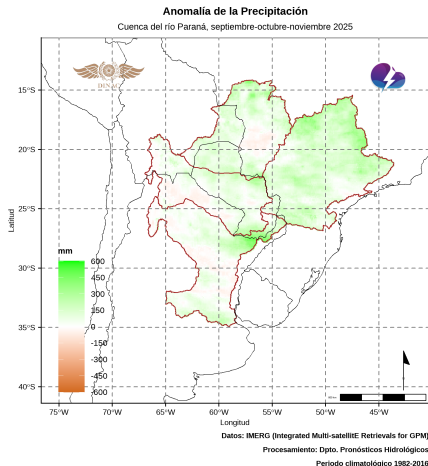 Anomalía de la Precipitación
Cuenca del río Paraná, septiembre-octubre-noviembre 2025
DINAC
15°S
20°S
25°S
30°S
35°S
40°S
Latitud
mm
600
450
300
150
0
-150
-300
-450
-600
75°W
70°W
65°W
60°W
55°W
50°W
45°W
Longitud
Datos: IMERG (Integrated Multi-satellitE Retrievals for GPM)
Procesamiento: Dpto. Pronósticos Hidrológicos
Periodo climatológico 1982-2016